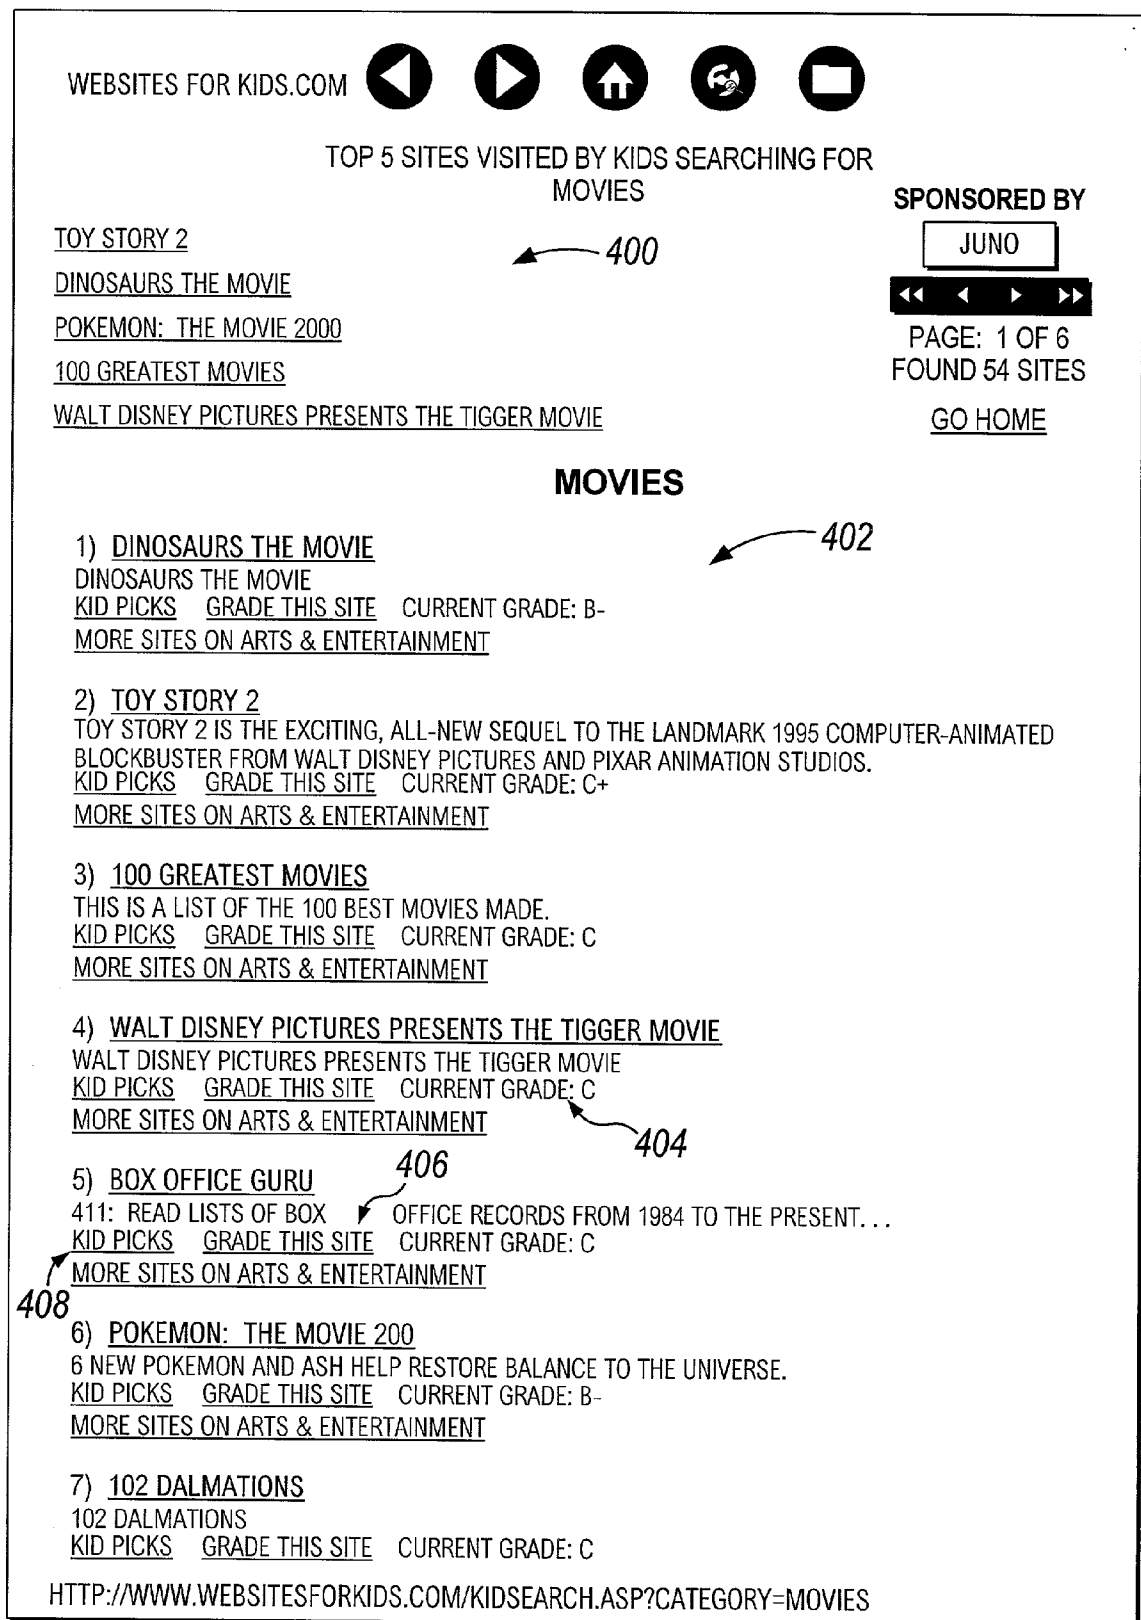 WEBSITES FOR KIDS.COM
TOP 5 SITES VISITED BY KIDS SEARCHING FOR
MOVIES
SPONSORED BY
JUNO
PAGE: 1 OF 6
FOUND 54 SITES
GO HOME
TOY STORY 2
400
DINOSAURS THE MOVIE
POKEMON: THE MOVIE 2000
100 GREATEST MOVIES
WALT DISNEY PICTURES PRESENTS THE TIGGER MOVIE
MOVIES
402
1) DINOSAURS THE MOVIE
DINOSAURS THE MOVIE
KID PICKS GRADE THIS SITE CURRENT GRADE: B-
MORE SITES ON ARTS & ENTERTAINMENT
2) TOY STORY 2
TOY STORY 2 IS THE EXCITING, ALL-NEW SEQUEL TO THE LANDMARK 1995 COMPUTER-ANIMATED
BLOCKBUSTER FROM WALT DISNEY PICTURES AND PIXAR ANIMATION STUDIOS.
KID PICKS GRADE THIS SITE CURRENT GRADE: C+
MORE SITES ON ARTS & ENTERTAINMENT
3) 100 GREATEST MOVIES
THIS IS A LIST OF THE 100 BEST MOVIES MADE.
KID PICKS GRADE THIS SITE CURRENT GRADE: C
MORE SITES ON ARTS & ENTERTAINMENT
4) WALT DISNEY PICTURES PRESENTS THE TIGGER MOVIE
WALT DISNEY PICTURES PRESENTS THE TIGGER MOVIE
KID PICKS GRADE THIS SITE CURRENT GRADE: C
MORE SITES ON ARTS & ENTERTAINMENT
404
406
5) BOX OFFICE GURU
411: READ LISTS OF BOX OFFICE RECORDS FROM 1984 TO THE PRESENT...
KID PICKS GRADE THIS SITE CURRENT GRADE: C
MORE SITES ON ARTS & ENTERTAINMENT
408
6) POKEMON: THE MOVIE 200
6 NEW POKEMON AND ASH HELP RESTORE BALANCE TO THE UNIVERSE.
KID PICKS GRADE THIS SITE CURRENT GRADE: B-
MORE SITES ON ARTS & ENTERTAINMENT
7) 102 DALMATIONS
102 DALMATIONS
KID PICKS GRADE THIS SITE CURRENT GRADE: C
HTTP://WWW.WEBSITESFORKIDS.COM/KIDSEARCH.ASP?CATEGORY=MOVIES